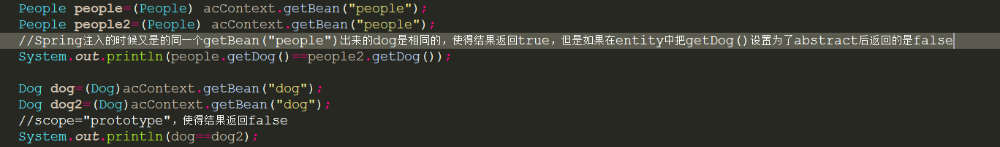 People people=(People) acContext.getBean("people");
People people2=(People) acContext.getBean("people");
//Spring注入的时候又是的同一个getBean("people")出来的dog是相同的，使得结果返回true，但是如果在entity中把getDog()设置为了abstract后返回的是false
System.out.println(people.getDog()==people2.getDog());
Dog dog=(Dog)acContext.getBean("dog");
Dog dog2=(Dog)acContext.getBean("dog");
//scope="prototype"，使得结果返回false
System.out.println(dog==dog2);